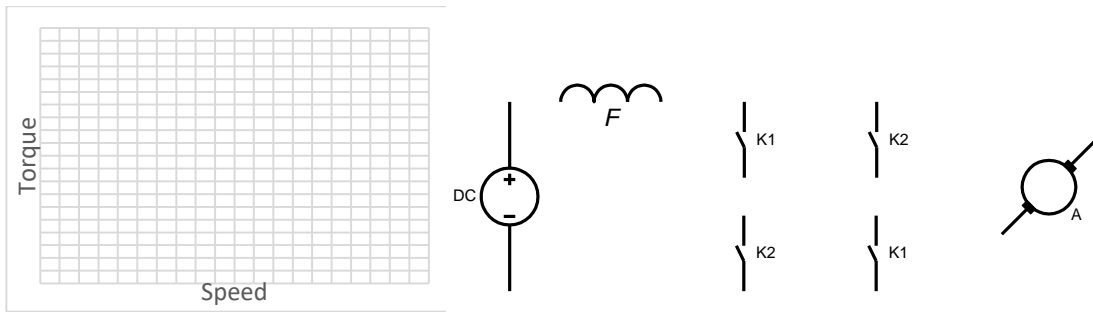 Torque
Speed
DC
+
−
F
K1
K2
K2
K1
A